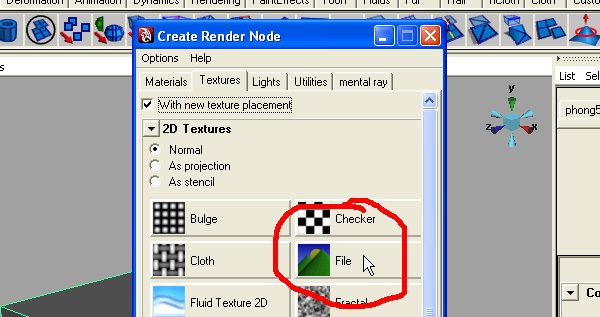 Deformation Animation Dynamics Rendering PaintEffects Toon Fluids Fur Hair nCloth Cloth Custom
Create Render Node
Options Help
List Sel
Materials Textures Lights Utilities mental ray
With new texture placement
phong5
2D Textures
Normal
As projection
As stencil
Bulge Checker
Cloth File
Fluid Texture 2D Fractal
Co
y
z x